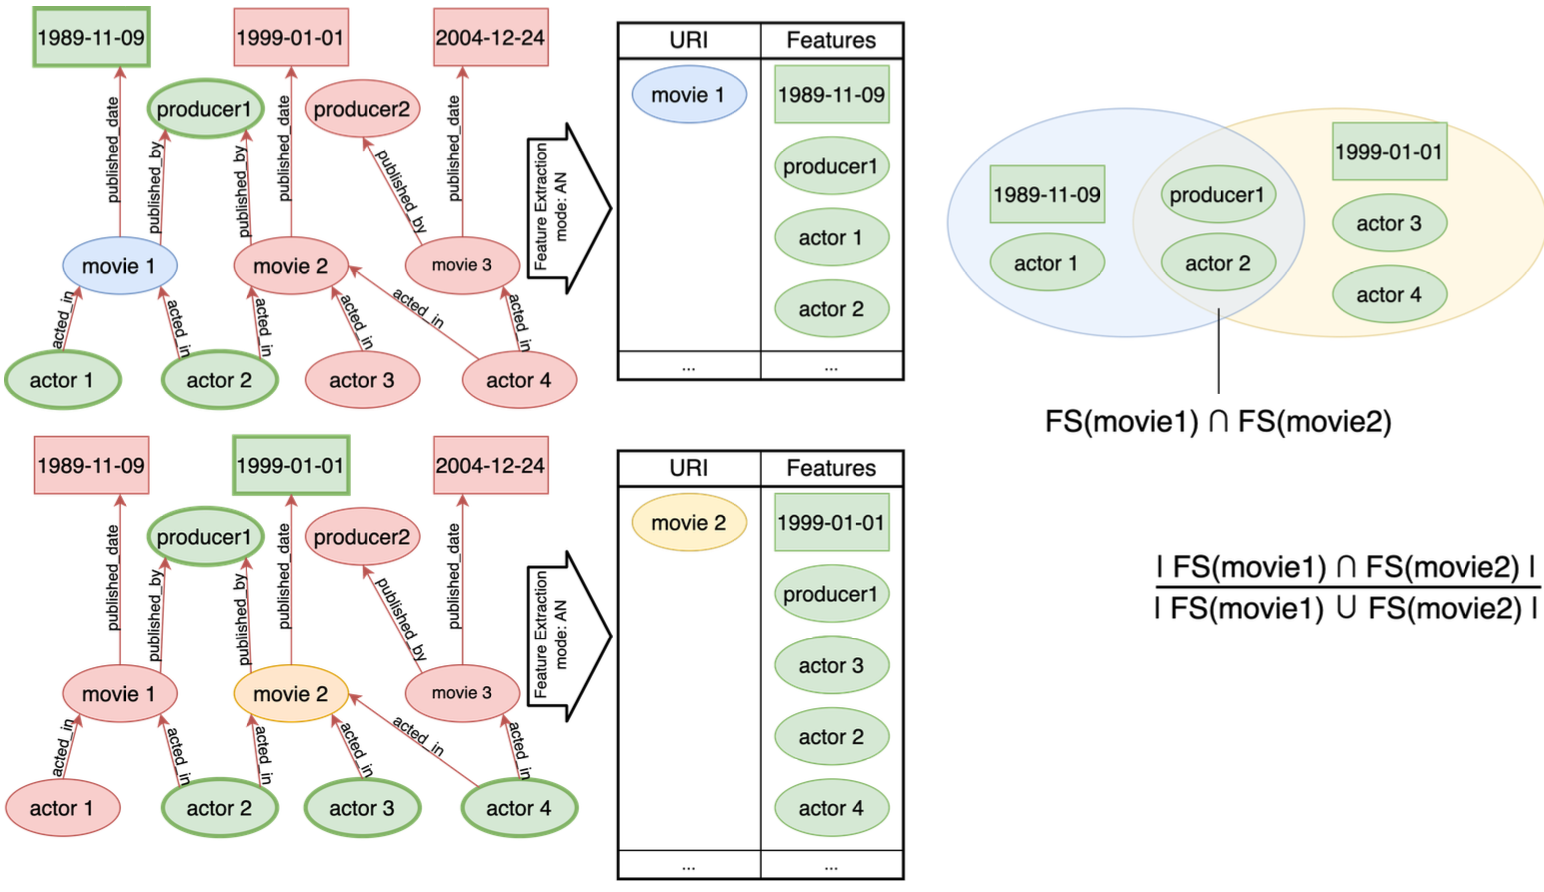 1989-11-09
1999-01-01
2004-12-24
producer1
producer2
published_date
published_by
published_by
published_date
published_by
published_date
movie 1
movie 2
movie 3
acted_in
acted_in
acted_in
acted_in
acted_in
acted_in
actor 1
actor 2
actor 3
actor 4
Feature Extraction
mode: AN
URI
Features
movie 1
1989-11-09
producer1
actor 1
actor 2
...
...
1989-11-09
actor 1
producer1
actor 2
1999-01-01
actor 3
actor 4
FS(movie1) ∩ FS(movie2)
1989-11-09
1999-01-01
2004-12-24
producer1
producer2
published_date
published_by
published_by
published_date
published_by
published_date
movie 1
movie 2
movie 3
acted_in
acted_in
acted_in
acted_in
acted_in
acted_in
actor 1
actor 2
actor 3
actor 4
Feature Extraction
mode: AN
URI
Features
movie 2
1999-01-01
producer1
actor 3
actor 2
actor 4
...
...
| FS(movie1) ∩ FS(movie2) |
| FS(movie1) ∪ FS(movie2) |